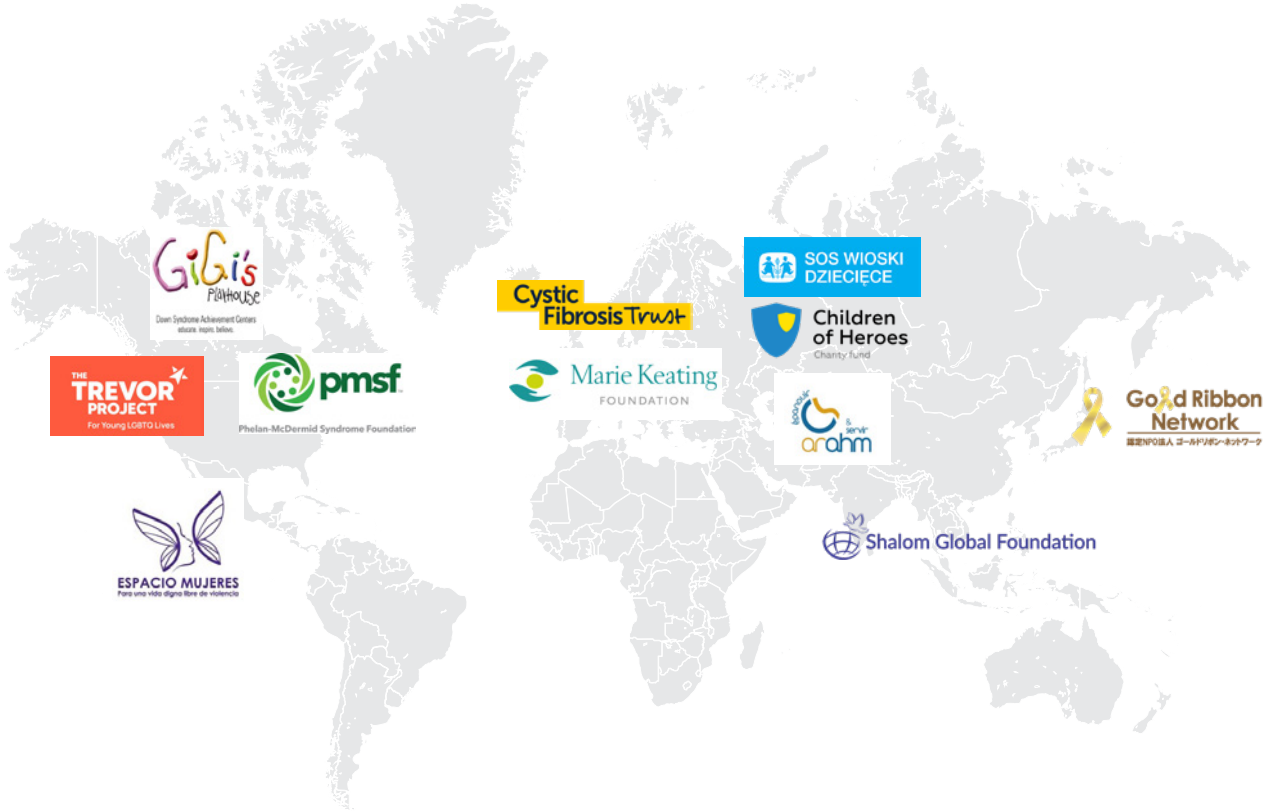 GiGi's
PlayHouse
Down Syndrome Achievement Centers
educate. inspire. believe.
THE
TREVOR
PROJECT
For Young LGBTQ Lives
pmsf
Phelan-McDermid Syndrome Foundation
ESPACIO MUJERES
Para una vida digna libre de violencia
Cystic
Fibrosis Trust
Marie Keating
FOUNDATION
SOS WIOSKI
DZIECIĘCE
Children
of Heroes
Charity fund
epanouir
& servir
arahm
Shalom Global Foundation
Gold Ribbon
Network
認定NPO法人 ゴールドリボン・ネットワーク